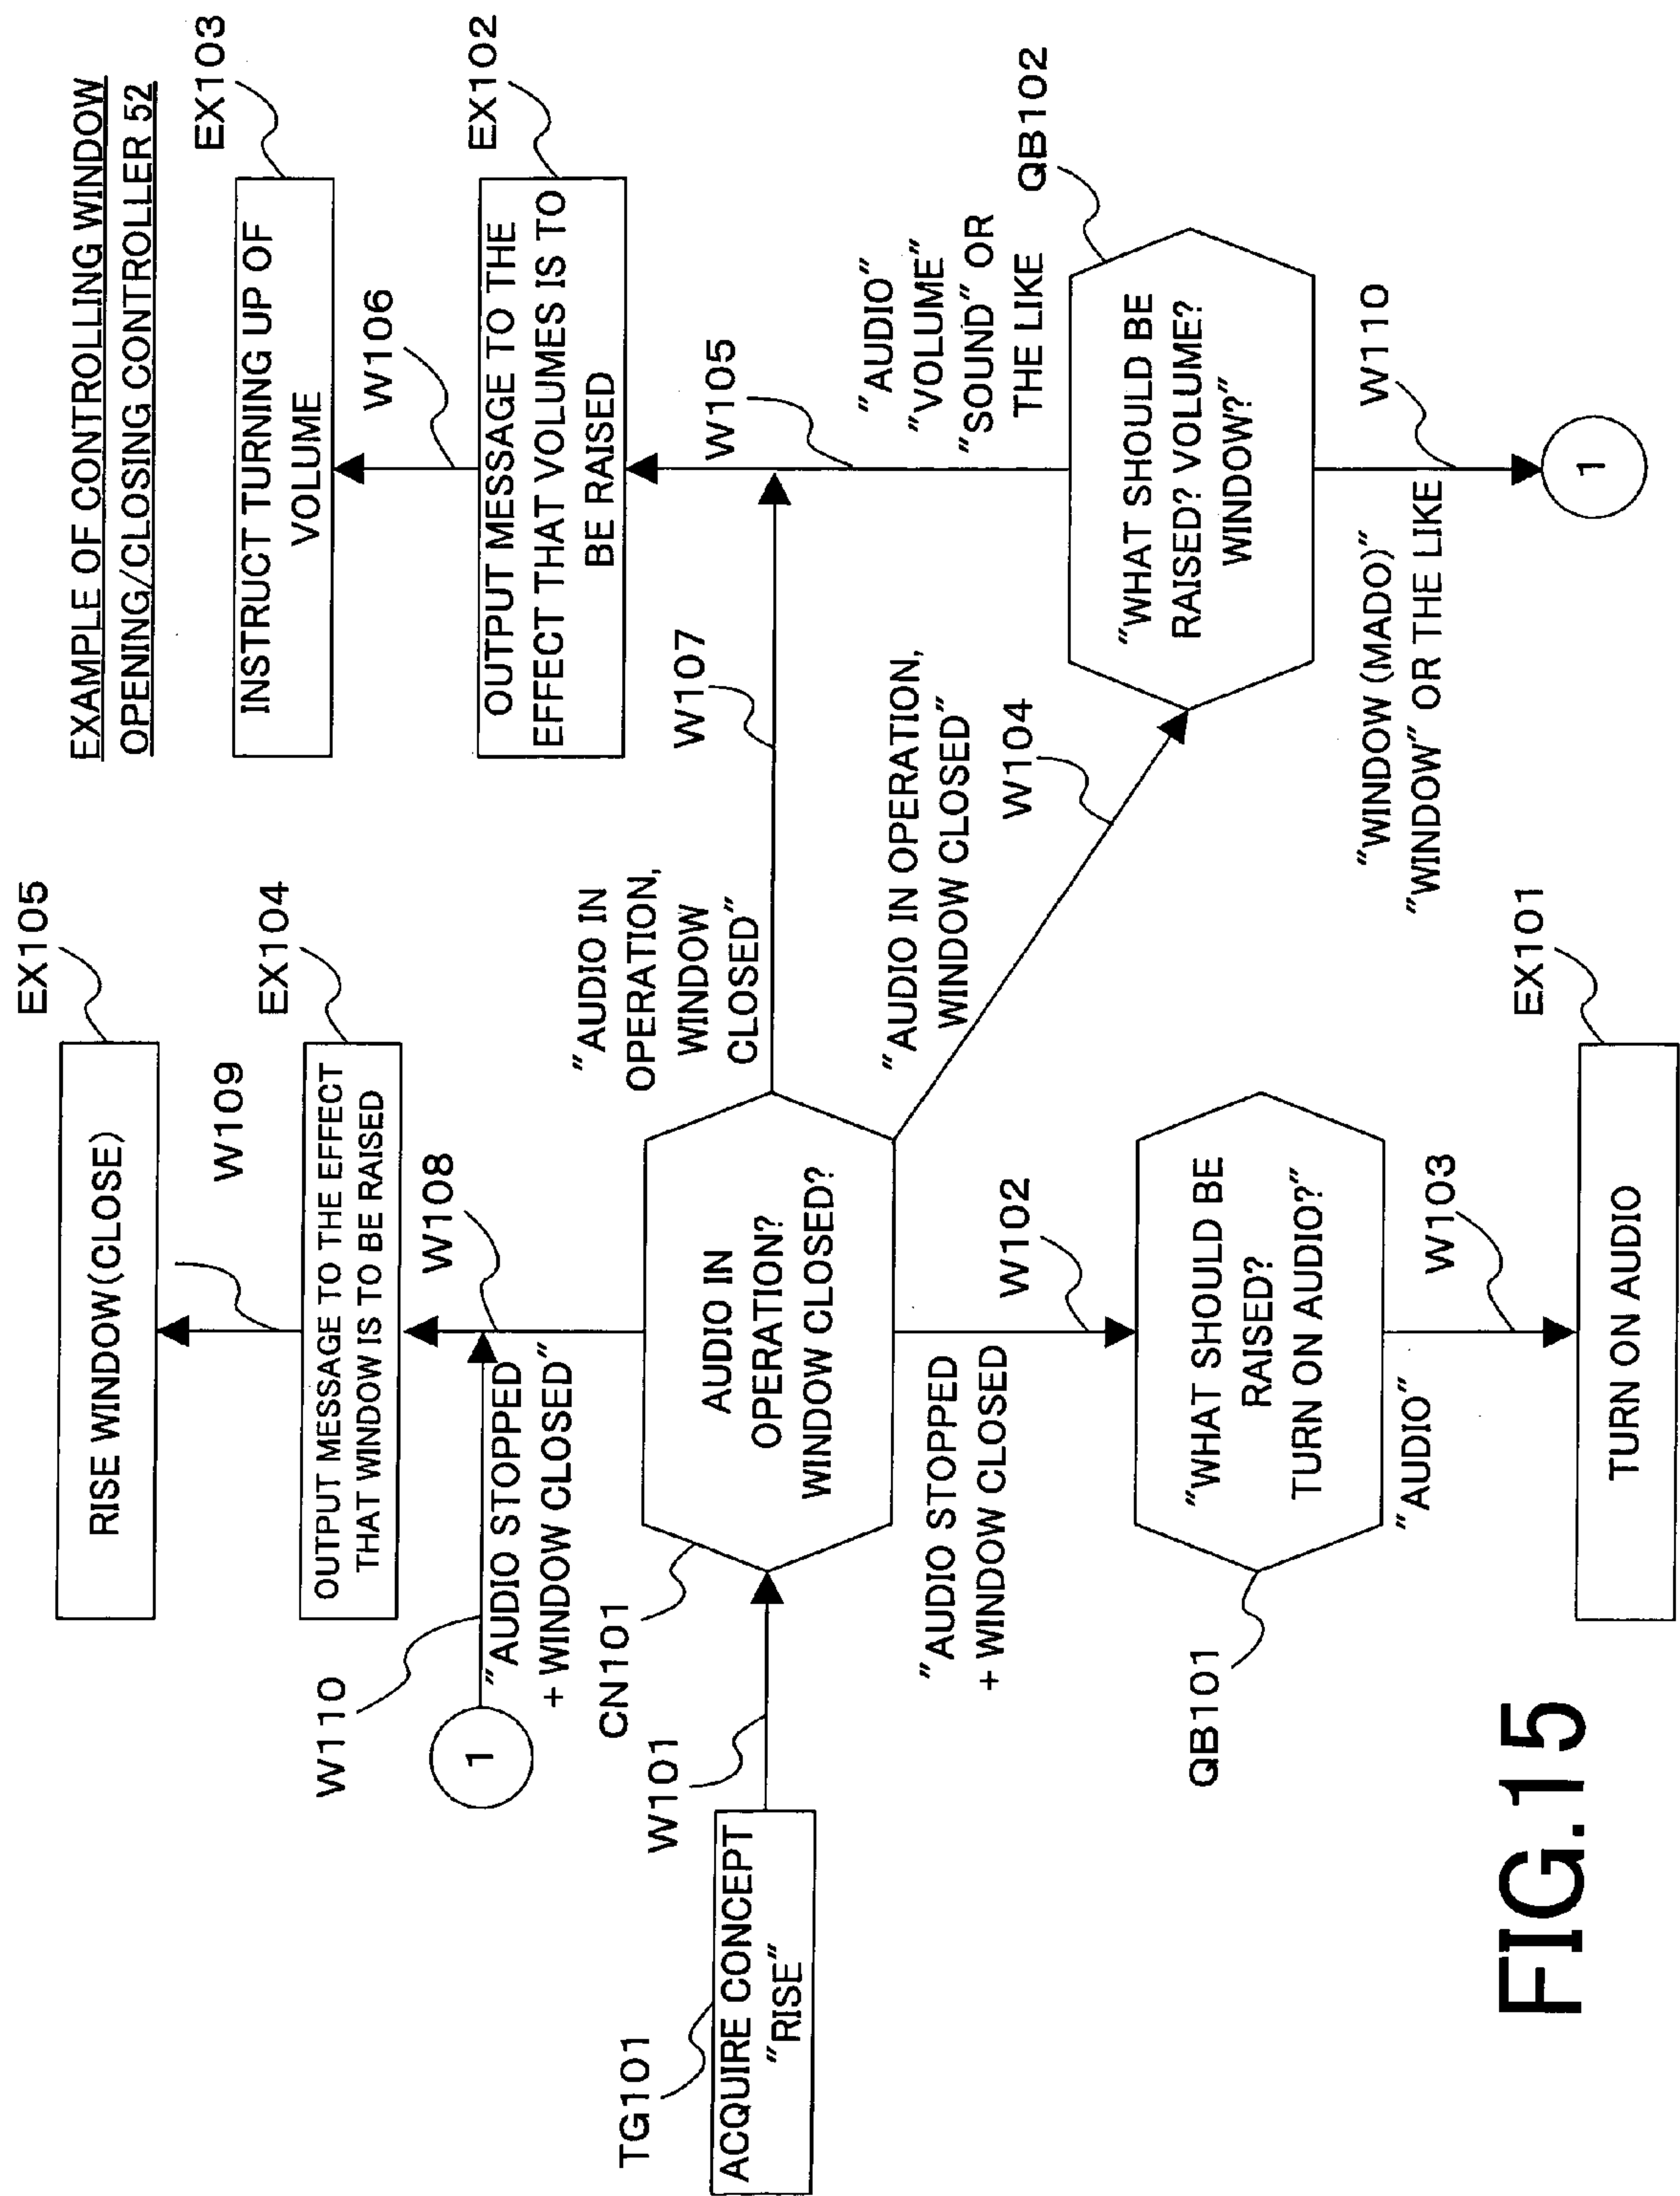 EXAMPLE OF CONTROLLING WINDOW
OPENING/CLOSING CONTROLLER 52
EX105
RISE WINDOW(CLOSE)
W109
EX104
OUTPUT MESSAGE TO THE EFFECT
THAT WINDOW IS TO BE RAISED
W108
W110
1
"AUDIO STOPPED
+ WINDOW CLOSED"
EX103
INSTRUCT TURNING UP OF
VOLUME
W106
EX102
OUTPUT MESSAGE TO THE
EFFECT THAT VOLUMES IS TO
BE RAISED
W105
W107
"AUDIO IN
OPERATION,
WINDOW
CLOSED"
"AUDIO"
"VOLUME"
"SOUND" OR
THE LIKE
TG101
ACQUIRE CONCEPT
"RISE"
W101
CN101
AUDIO IN
OPERATION?
WINDOW CLOSED?
"AUDIO IN OPERATION,
WINDOW CLOSED"
W104
QB102
"WHAT SHOULD BE
RAISED? VOLUME?
WINDOW?"
"AUDIO STOPPED
+ WINDOW CLOSED
W102
QB101
"WHAT SHOULD BE
RAISED?
TURN ON AUDIO?"
"AUDIO"
W103
EX101
TURN ON AUDIO
"WINDOW (MADO)"
"WINDOW" OR THE LIKE
W110
1
FIG.15